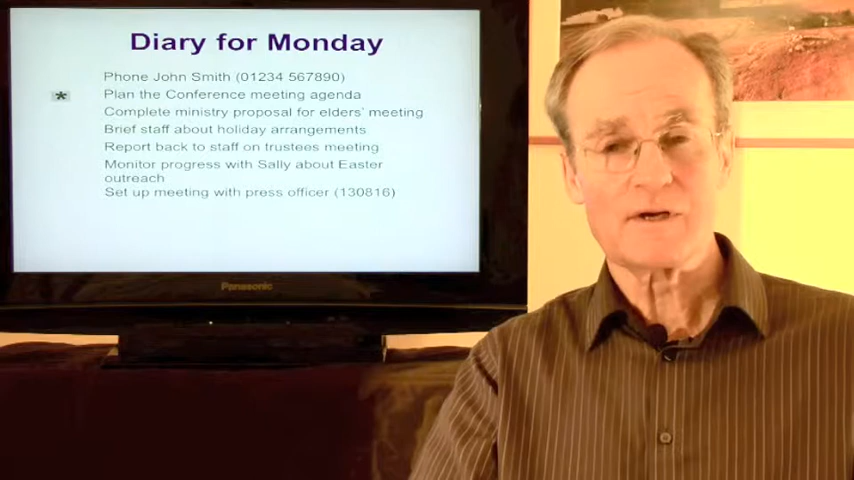 Diary for Monday
Phone John Smith (01234 567890)
* Plan the Conference meeting agenda
Complete ministry proposal for elders' meeting
Brief staff about holiday arrangements
Report back to staff on trustees meeting
Monitor progress with Sally about Easter
outreach
Set up meeting with press officer (130816)
Panasonic